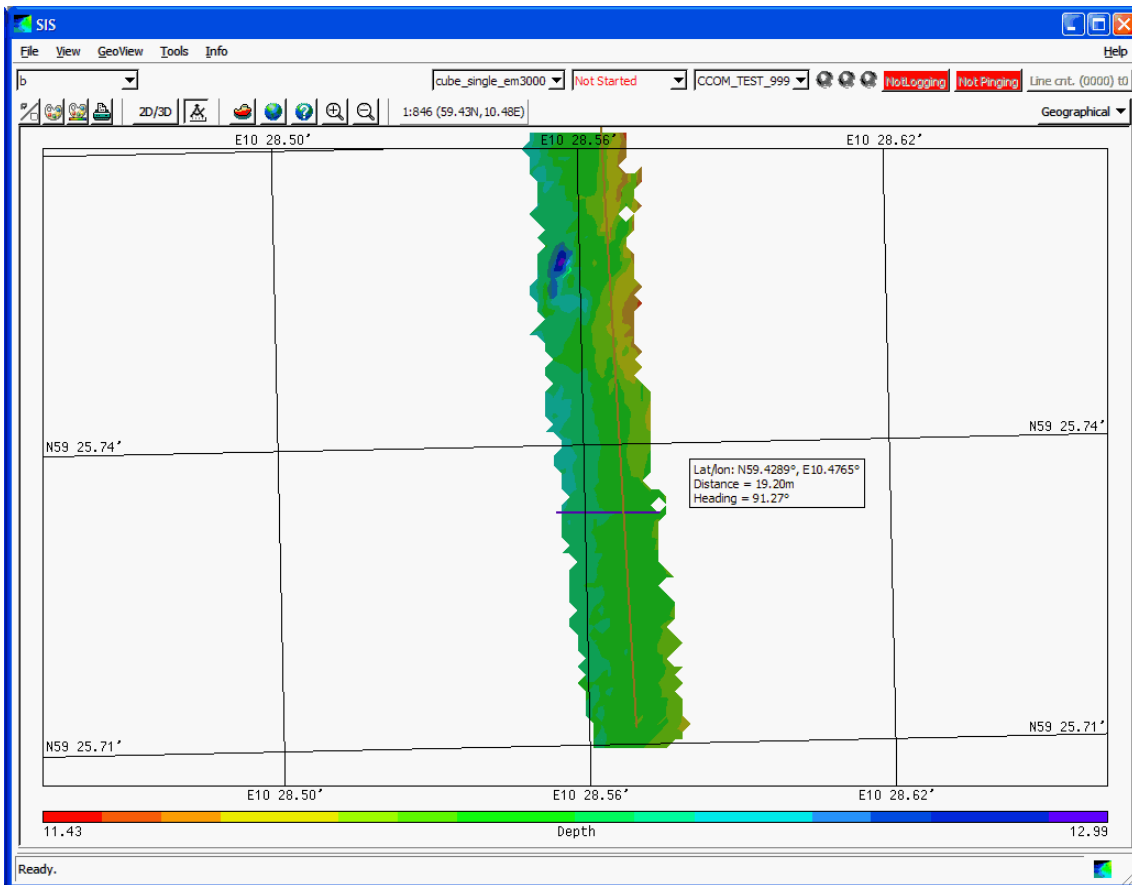 SIS
File View GeoView Tools Info Help
b cube_single_em3000 Not Started CCOM_TEST_999 NotLogging Not Pinging Line cnt. (0000) t0
2D/3D 1:846 (59.43N,10.48E) Geographical
E10 28.50' E10 28.56' E10 28.62'
N59 25.74'
N59 25.74'
Lat/lon: N59.4289°, E10.4765°
Distance = 19.20m
Heading = 91.27°
N59 25.71'
N59 25.71'
E10 28.50' E10 28.56' E10 28.62'
11.43 Depth 12.99
Ready.